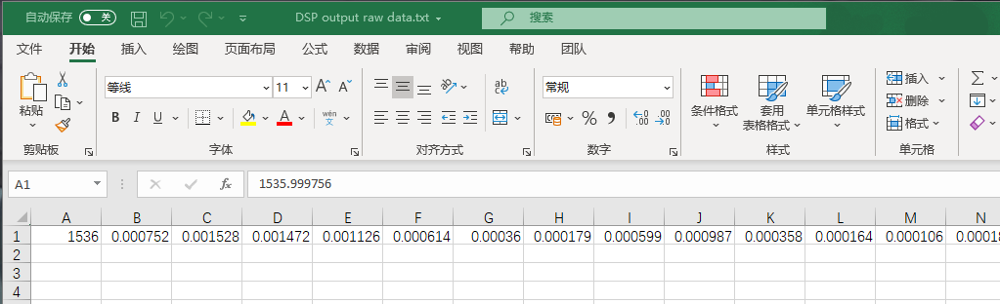 自动保存 关 DSP output raw data.txt 搜索
文件 开始 插入 绘图 页面布局 公式 数据 审阅 视图 帮助 团队
粘贴
剪贴板
等线 11 A A
B I U A wén 文
字体
ab c
对齐方式
常规
% .00 .0 .00
数字
条件格式 套用 表格格式 单元格样式
样式
插入
删除
格式
单元格
A1 fx 1535.999756
A B C D E F G H I J K L M N
1 1536 0.000752 0.001528 0.001472 0.001126 0.000614 0.00036 0.000179 0.000599 0.000987 0.000358 0.000164 0.000106 0.00018
2
3
4